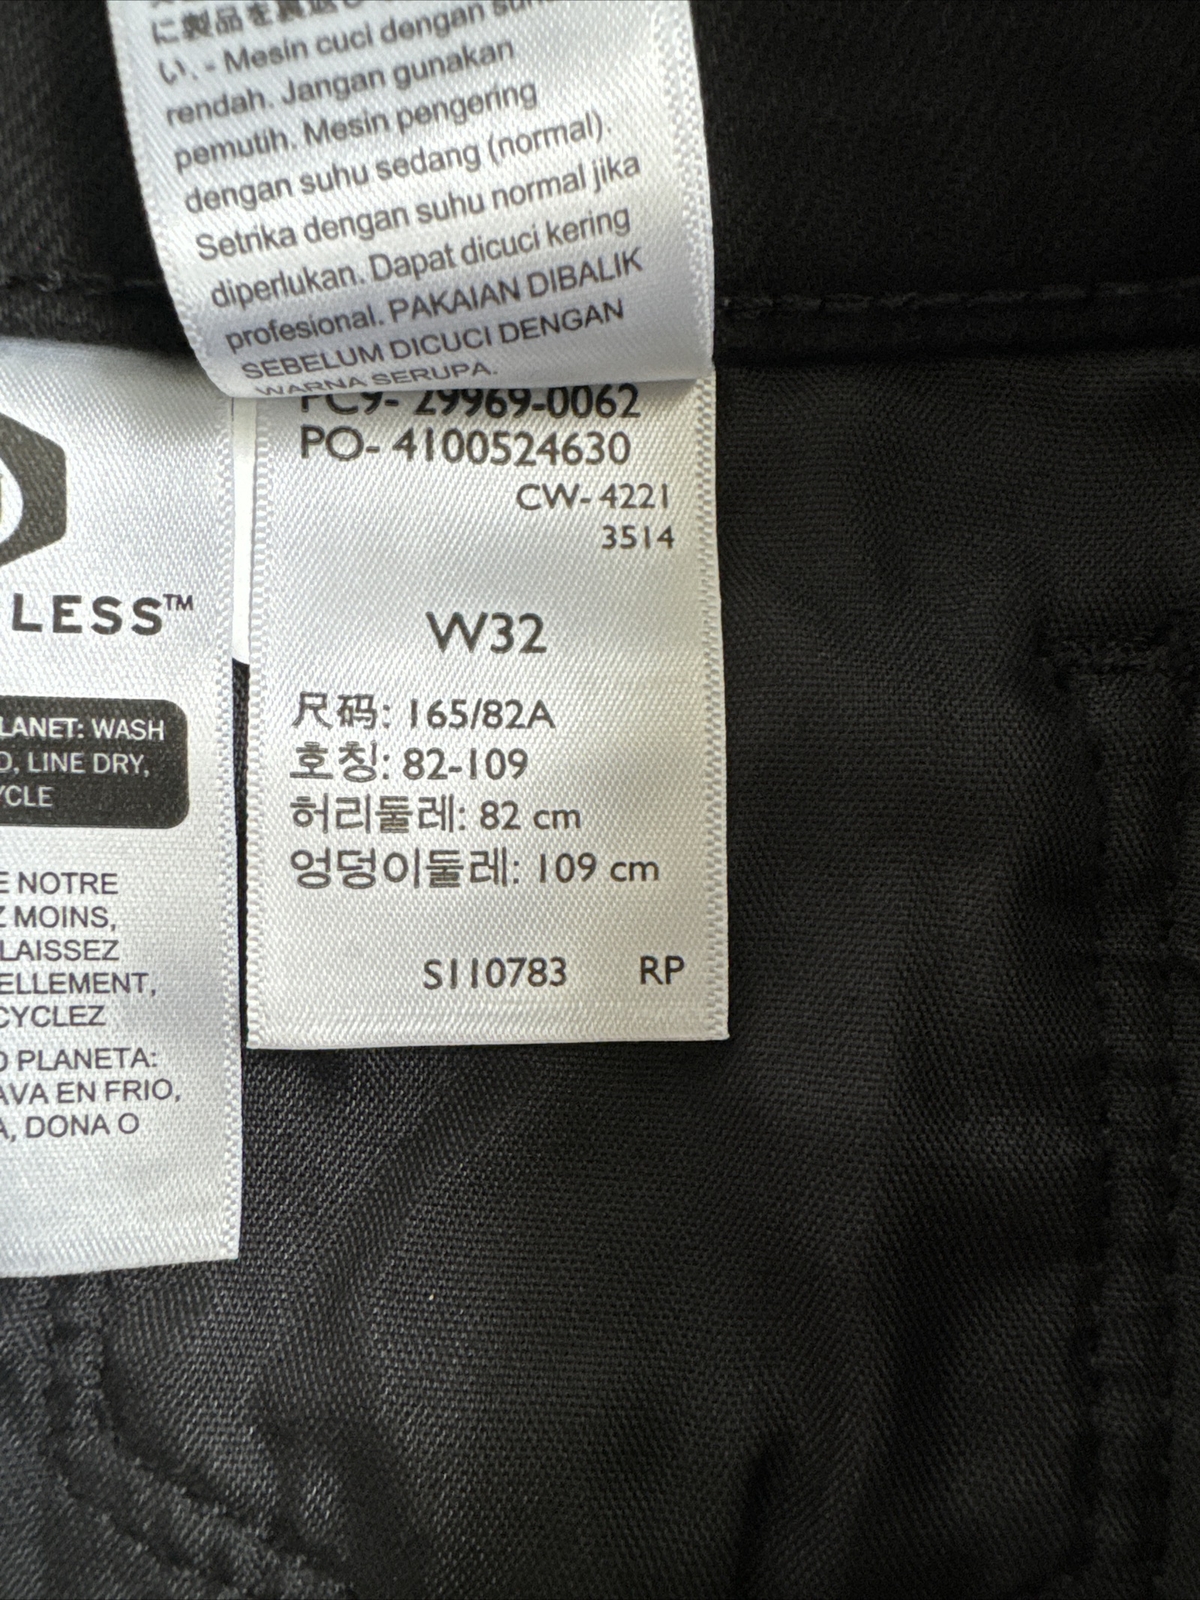 に製品を裏返し
い. - Mesin cuci dengan suhu
rendah. Jangan gunakan
pemutih. Mesin pengering
dengan suhu sedang (normal).
Setrika dengan suhu normal jika
diperlukan. Dapat dicuci kering
profesional. PAKAIAN DIBALIK
SEBELUM DICUCI DENGAN
WARNA SERUPA.
PC9- 29969-0062
PO- 4100524630
CW- 4221
3514
W32
尺码: 165/82A
호칭: 82-109
허리둘레: 82 cm
엉덩이둘레: 109 cm
S110783 RP
LESS™
LANET: WASH
D, LINE DRY,
YCLE
E NOTRE
Z MOINS,
LAISSEZ
ELLEMENT,
CYCLEZ
O PLANETA:
AVA EN FRIO,
A, DONA O